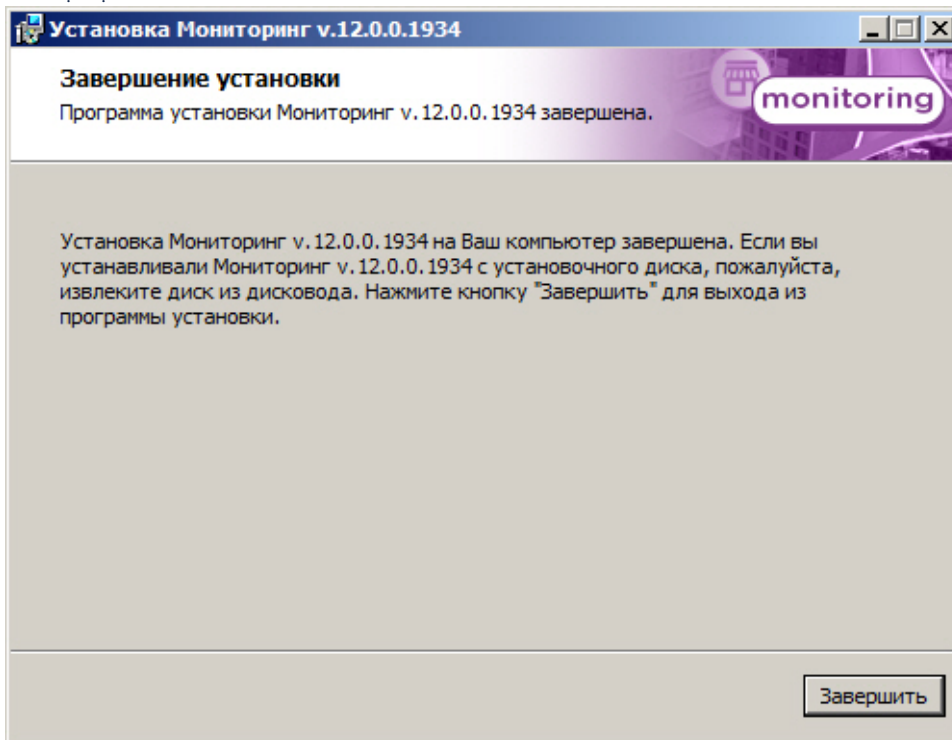 Установка Мониторинг v.12.0.0.1934
Завершение установки
Программа установки Мониторинг v.12.0.0.1934 завершена.
monitoring
Установка Мониторинг v.12.0.0.1934 на Ваш компьютер завершена. Если вы
устанавливали Мониторинг v.12.0.0.1934 с установочного диска, пожалуйста,
извлеките диск из дисковода. Нажмите кнопку "Завершить" для выхода из
программы установки.
Завершить